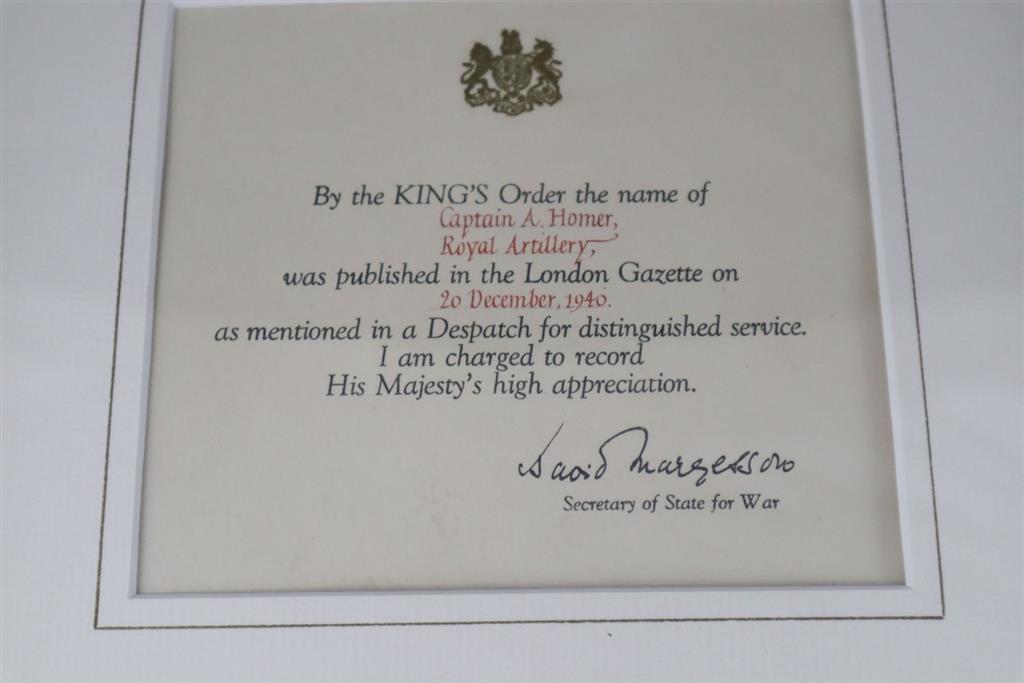 By the KING'S Order the name of
Captain A. Homer,
Royal Artillery,
was published in the London Gazette on
20 December, 1940.
as mentioned in a Despatch for distinguished service.
I am charged to record
His Majesty's high appreciation.
David Margesson
Secretary of State for War